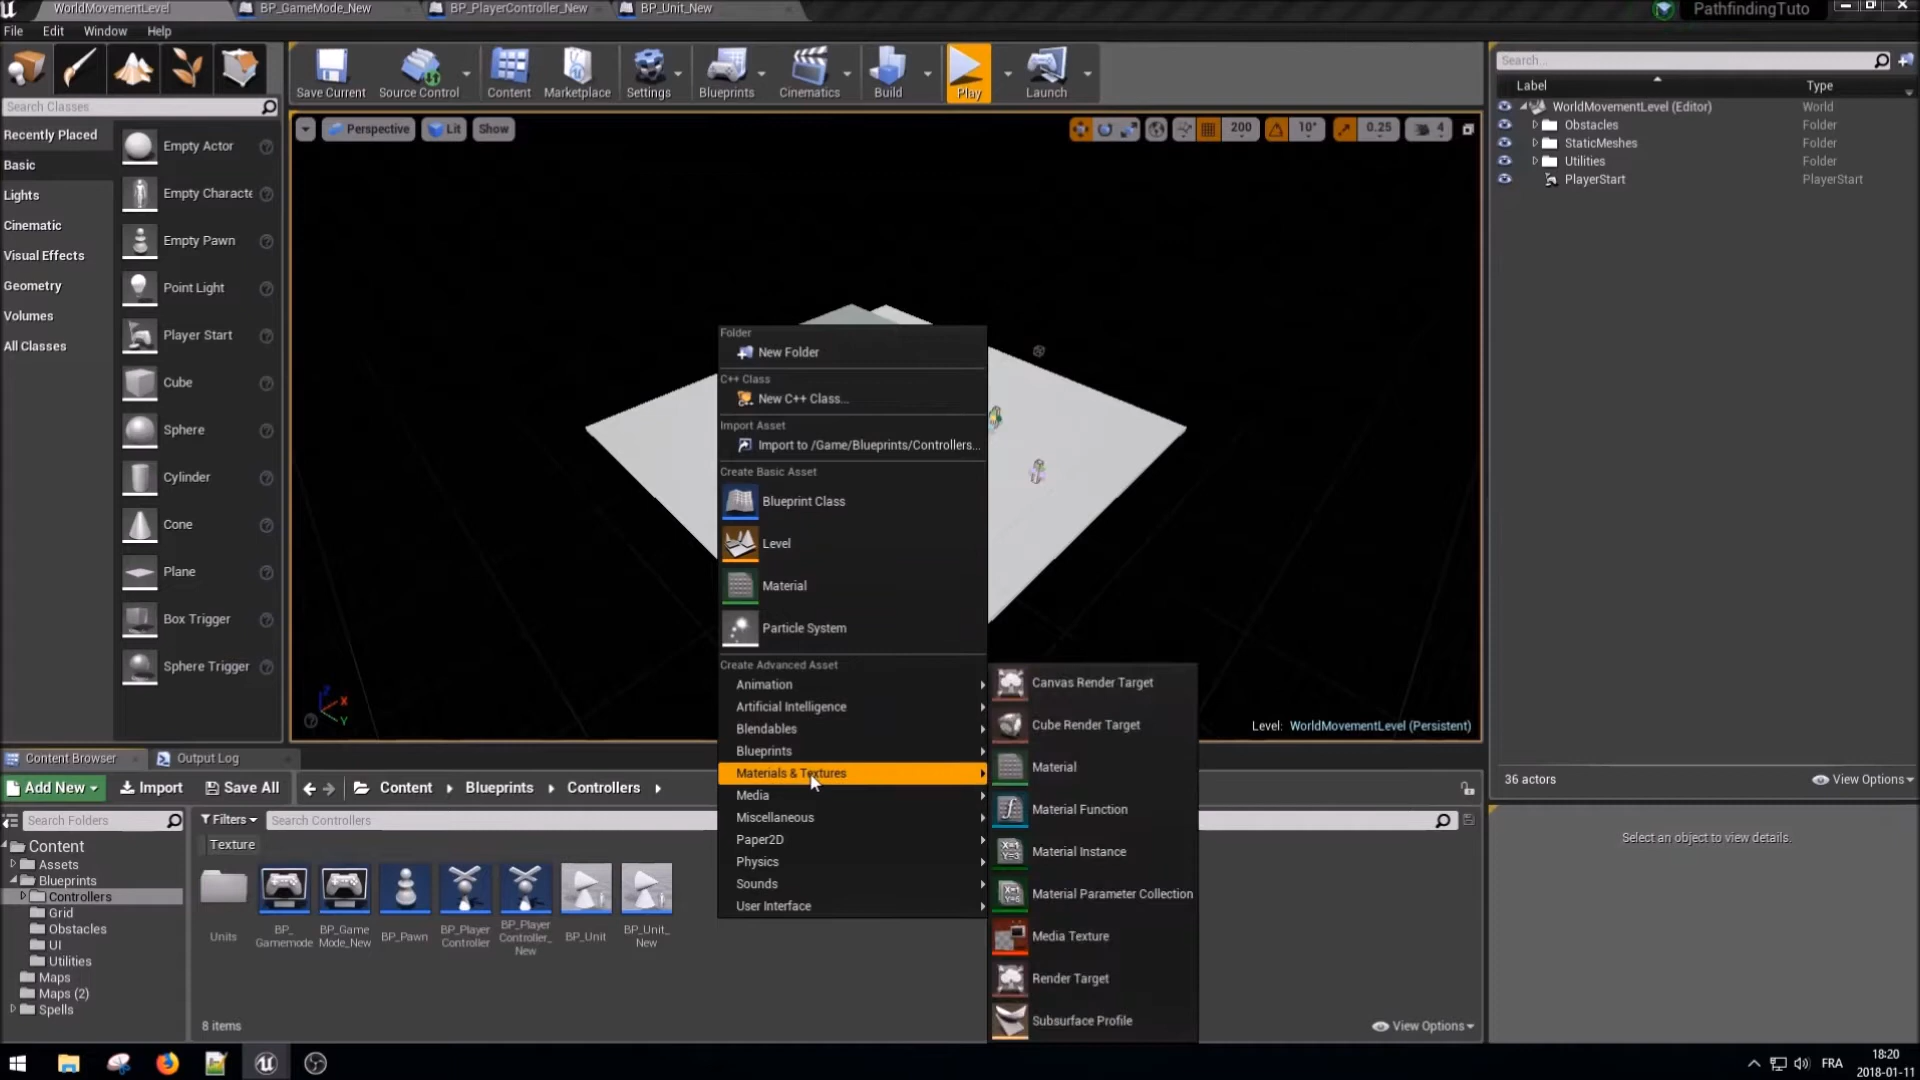 WorldMovementLevel
BP_GameMode_New
BP_PlayerController_New
BP_Unit_New
PathfindingTuto
File Edit Window Help
Save Current
Source Control
Content
Marketplace
Settings
Blueprints
Cinematics
Build
Play
Launch
Search Classes
Recently Placed
Basic
Lights
Cinematic
Visual Effects
Geometry
Volumes
All Classes
Empty Actor
Empty Characte
Empty Pawn
Point Light
Player Start
Cube
Sphere
Cylinder
Cone
Plane
Box Trigger
Sphere Trigger
Perspective
Lit
Show
200
10°
0.25
4
Folder
New Folder
C++ Class
New C++ Class...
Import Asset
Import to /Game/Blueprints/Controllers...
Create Basic Asset
Blueprint Class
Level
Material
Particle System
Create Advanced Asset
Animation
Artificial Intelligence
Blendables
Blueprints
Materials & Textures
Media
Miscellaneous
Paper2D
Physics
Sounds
User Interface
Canvas Render Target
Cube Render Target
Material
Material Function
Material Instance
Material Parameter Collection
Media Texture
Render Target
Subsurface Profile
X
Y
Level: WorldMovementLevel (Persistent)
Search...
Label Type
WorldMovementLevel (Editor) World
Obstacles Folder
StaticMeshes Folder
Utilities Folder
PlayerStart PlayerStart
36 actors
View Options
Select an object to view details.
Content Browser
Output Log
Add New
Import
Save All
Content
Blueprints
Controllers
Search Folders
Filters
Search Controllers
Texture
Content
Assets
Blueprints
Controllers
Grid
Obstacles
UI
Utilities
Maps
Maps (2)
Spells
Units
BP_
Gamemode
BP_Game
Mode_New
BP_Pawn
BP_Player
Controller
BP_Player
Controller_
New
BP_Unit
BP_Unit_
New
8 items
View Options
FRA
18:20
2018-01-11